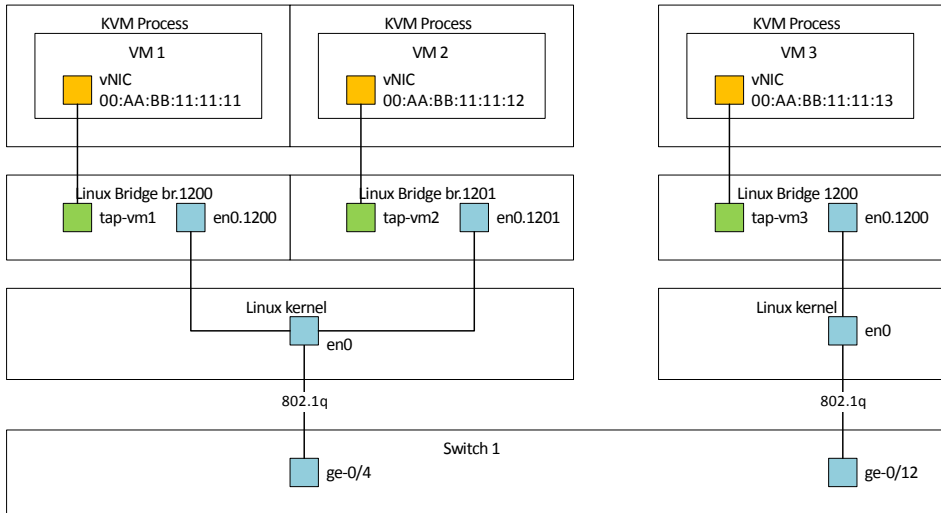 KVM Process
KVM Process
KVM Process
VM 1
VM 2
VM 3
vNIC
00:AA:BB:11:11:11
vNIC
00:AA:BB:11:11:12
vNIC
00:AA:BB:11:11:13
Linux Bridge br.1200
Linux Bridge br.1201
Linux Bridge 1200
tap-vm1
en0.1200
tap-vm2
en0.1201
tap-vm3
en0.1200
Linux kernel
Linux kernel
en0
en0
802.1q
802.1q
Switch 1
ge-0/4
ge-0/12